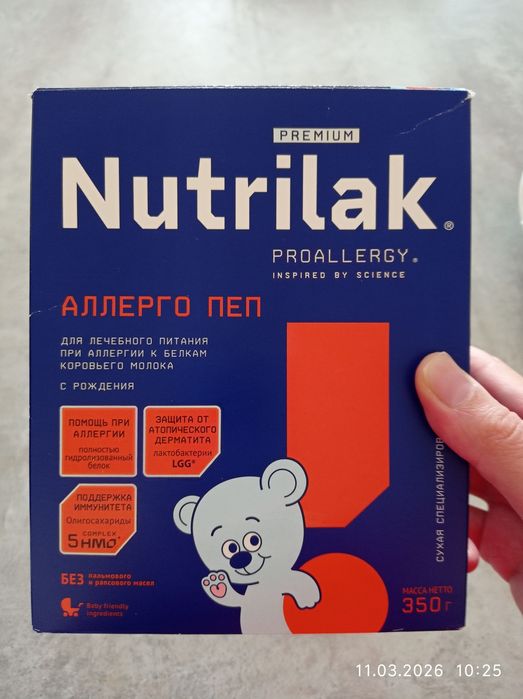 PREMIUM
Nutrilak®
PROALLERGY®
INSPIRED BY SCIENCE
АЛЛЕРГО ПЕП
ДЛЯ ЛЕЧЕБНОГО ПИТАНИЯ
ПРИ АЛЛЕРГИИ К БЕЛКАМ
КОРОВЬЕГО МОЛОКА
С РОЖДЕНИЯ
ПОМОЩЬ ПРИ
АЛЛЕРГИИ
полностью
гидролизованный
белок
ЗАЩИТА ОТ
АТОПИЧЕСКОГО
ДЕРМАТИТА
лактобактерии
LGG®
ПОДДЕРЖКА
ИММУНИТЕТА
Олигосахариды
COMPLEX
5 HMO
БЕЗ пальмового
и рапсового масел
Baby friendly
ingredients
СУХАЯ СПЕЦИАЛИЗИРОВ
МАССА НЕТТО
350 г
11.03.2026 10:25